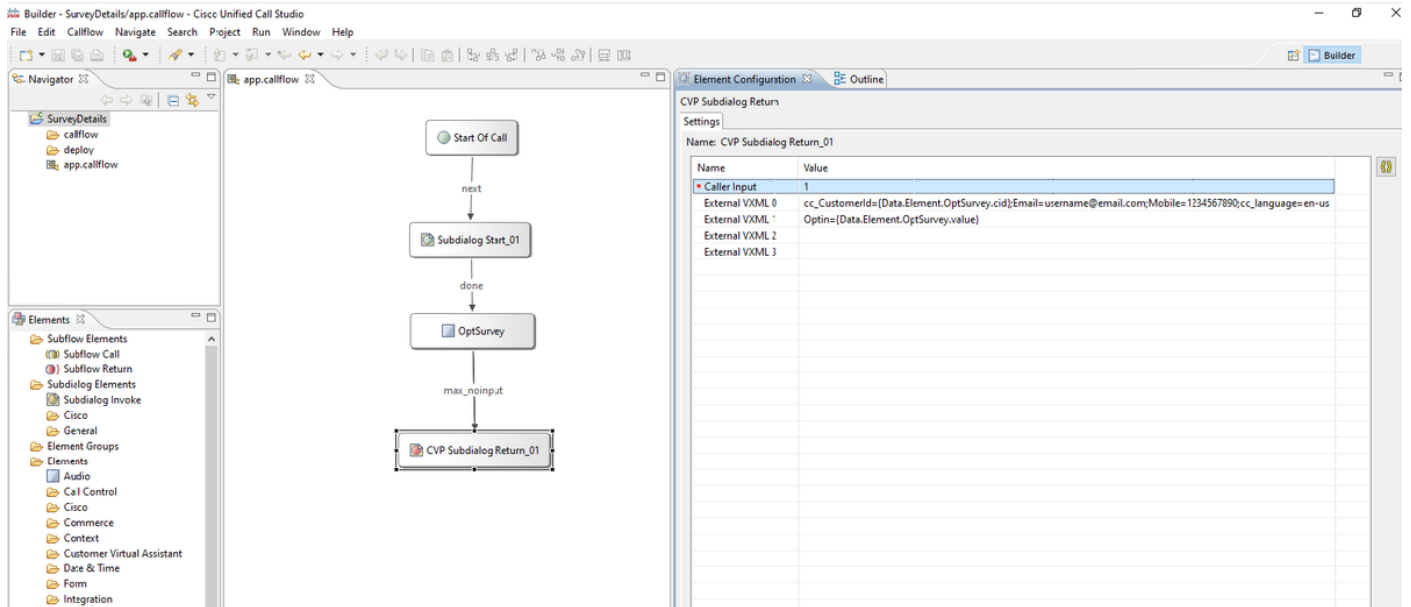 Builder - SurveyDetails/app.callflow - Cisco Unified Call Studio
File Edit Callflow Navigate Search Project Run Window Help
Builder
Navigator
SurveyDetails
callflow
deploy
app.callflow
Elements
Subflow Elements
Subflow Call
Subflow Return
Subdialog Elements
Subdialog Invoke
Cisco
General
Element Groups
Elements
Audio
Call Control
Cisco
Commerce
Context
Customer Virtual Assistant
Date & Time
Form
Integration
app.callflow
Start Of Call
next
Subdialog Start_01
done
OptSurvey
max_noinput
CVP Subdialog Return_01
Element Configuration Outline
CVP Subdialog Return
Settings
Name: CVP Subdialog Return_01
Name Value
* Caller Input 1
External VXML 0 cc_CustomerId={Data.Element.OptSurvey.cid};Email=username@email.com;Mobile=1234567890;cc_language=en-us
External VXML 1 Optin={Data.Element.OptSurvey.value}
External VXML 2
External VXML 3